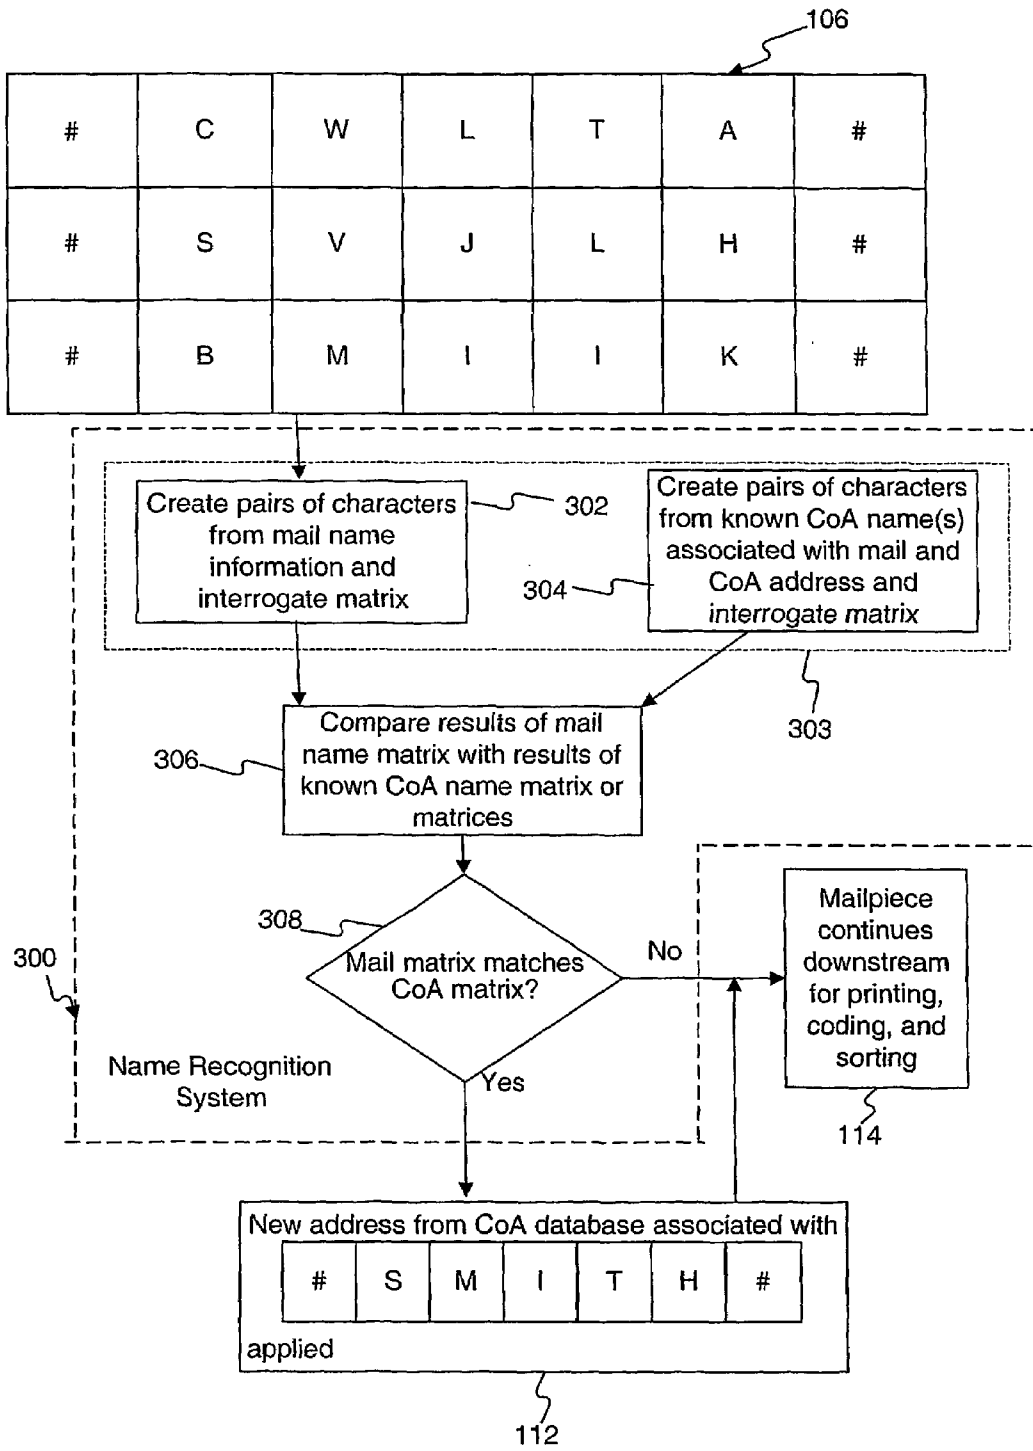 106
# C W L T A #
# S V J L H #
# B M I I K #
Create pairs of characters
from mail name
information and
interrogate matrix
302
Create pairs of characters
from known CoA name(s)
associated with mail and
CoA address and
interrogate matrix
304
303
Compare results of mail
name matrix with results of
known CoA name matrix or
matrices
306
308
Mail matrix matches
CoA matrix?
No
Yes
Mailpiece
continues
downstream
for printing,
coding, and
sorting
114
300
Name Recognition
System
New address from CoA database associated with
# S M I T H #
applied
112